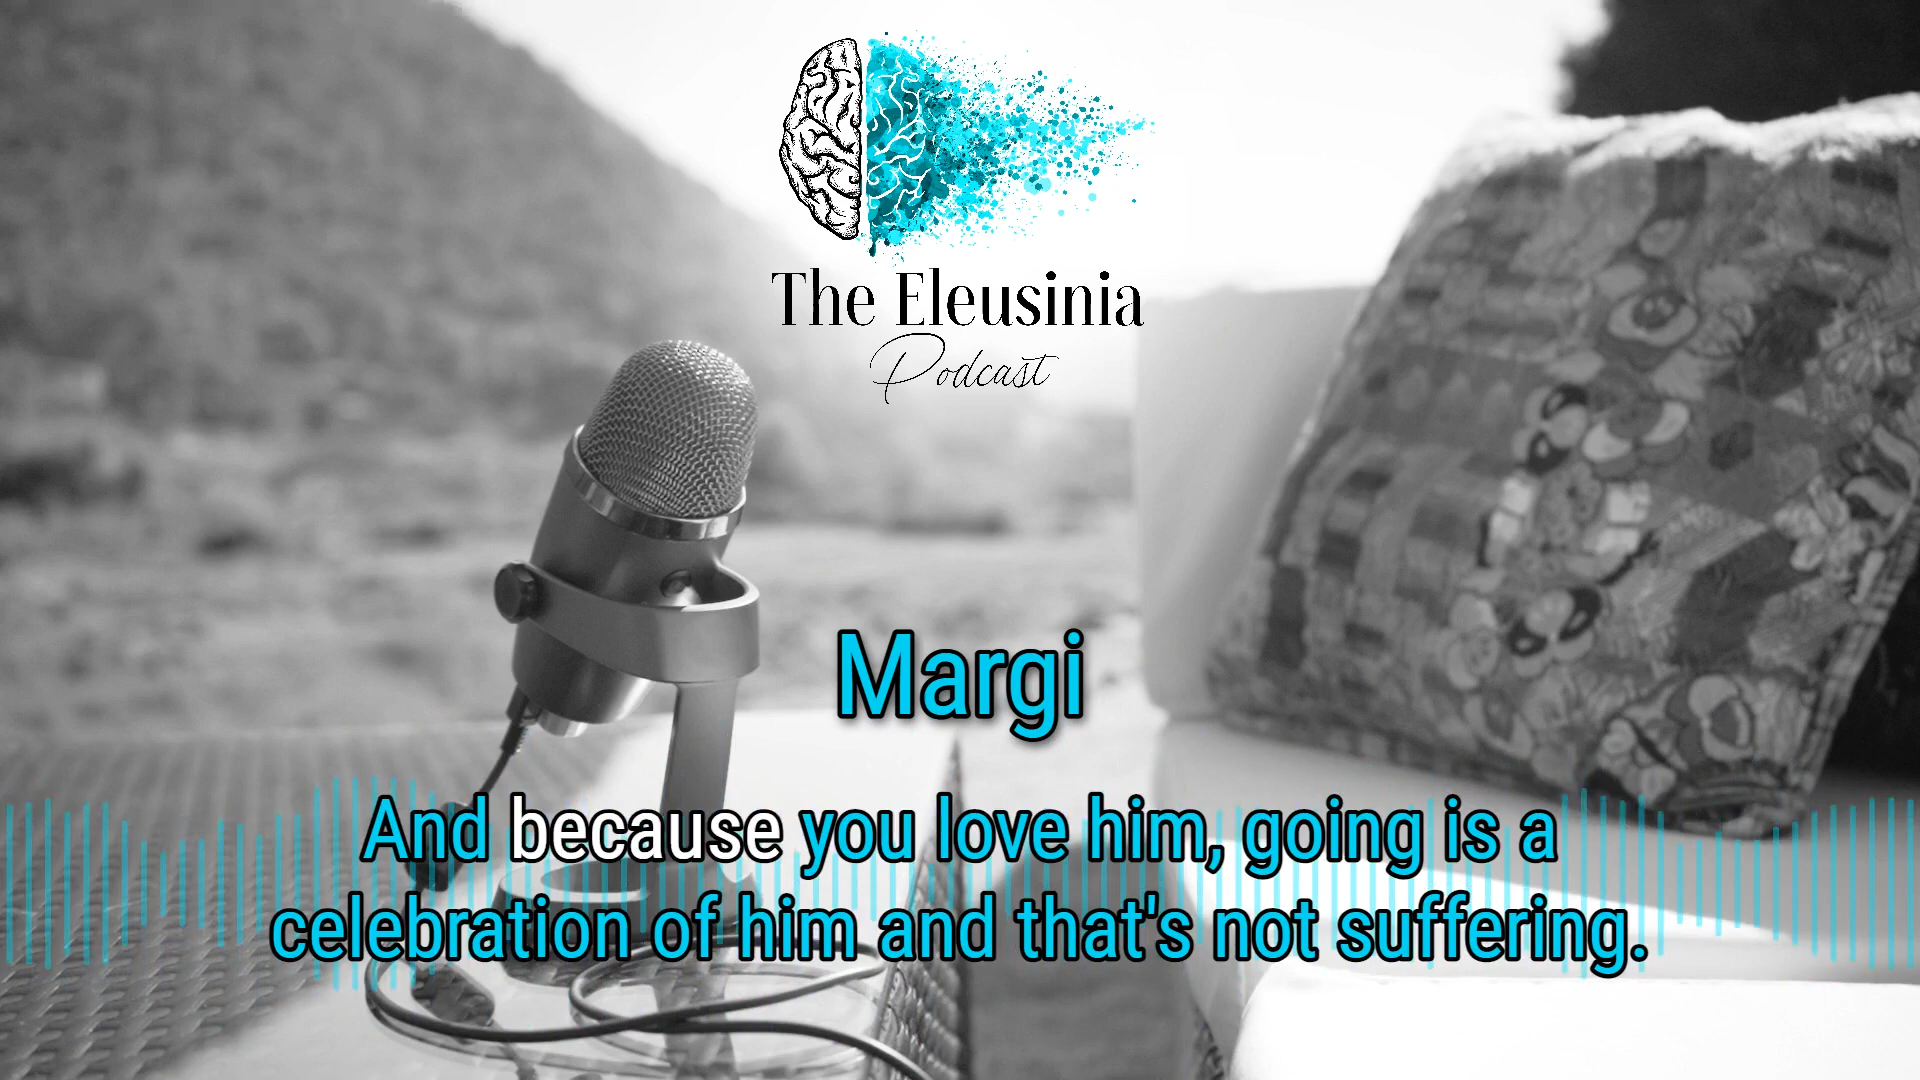 The Eleusinia
Podcast
Margi
And because you love him, going is a
celebration of him and that's not suffering.